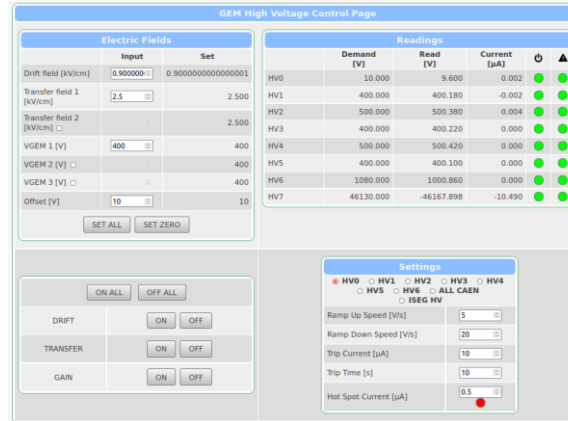 GEM High Voltage Control Page
Electric Fields
Input Set
Drift field [kV/cm] 0.900000 0.9000000000000001
Transfer field 1 [kV/cm] 2.5 2.500
Transfer field 2 [kV/cm] 2.500
VGEM 1 [V] 400 400
VGEM 2 [V] 400
VGEM 3 [V] 400
Offset [V] 10 10
SET ALL SET ZERO
Readings
Demand [V] Read [V] Current [µA]
HV0 10.000 9.600 0.002
HV1 400.000 400.180 -0.002
HV2 500.000 500.380 0.004
HV3 400.000 400.220 0.000
HV4 500.000 500.420 0.000
HV5 400.000 400.100 0.000
HV6 1080.000 1000.860 0.000
HV7 46130.000 -46167.898 -10.490
ON ALL OFF ALL
DRIFT ON OFF
TRANSFER ON OFF
GAIN ON OFF
Settings
HV0 HV1 HV2 HV3 HV4
HV5 HV6 ALL CAEN
ISEG HV
Ramp Up Speed [V/s] 5
Ramp Down Speed [V/s] 20
Trip Current [µA] 10
Trip Time [s] 10
Hot Spot Current [µA] 0.5